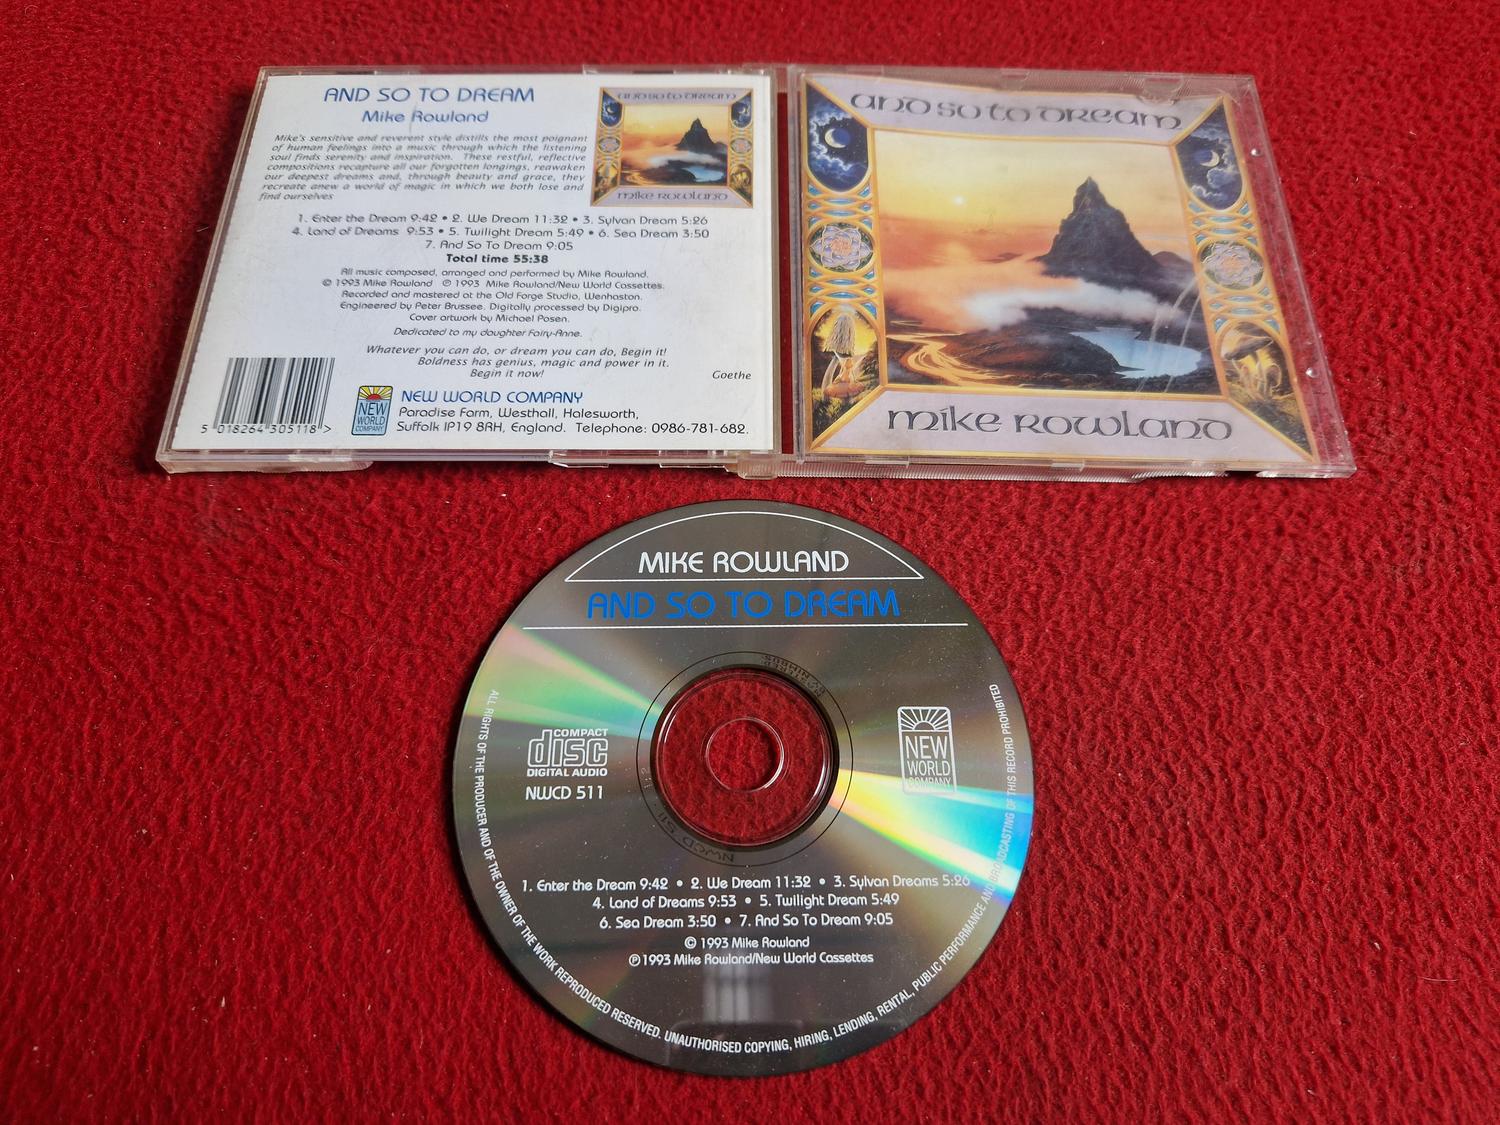 AND SO TO DREAM
Mike Rowland
Mike's sensitive and reverent style distills the most poignant
of human feelings into a music through which the listening
soul finds serenity and inspiration. These restful, reflective
compositions recapture all our forgotten longings, reawaken
our deepest dreams and, through beauty and grace, they
recreate anew a world of magic in which we both lose and
find ourselves
and so to dream
mike rowland
1. Enter the Dream 9:42 • 2. We Dream 11:32 • 3. Sylvan Dream 5:26
4. Land of Dreams 9:53 • 5. Twilight Dream 5:49 • 6. Sea Dream 3:50
7. And So To Dream 9:05
Total time 55:38
All music composed, arranged and performed by Mike Rowland.
© 1993 Mike Rowland ℗ 1993 Mike Rowland/New World Cassettes.
Recorded and mastered at the Old Forge Studio, Wenhaston.
Engineered by Peter Brussee. Digitally processed by Digipro.
Cover artwork by Michael Posen.
Dedicated to my daughter Fairy-Anne.
Whatever you can do, or dream you can do, Begin it!
Boldness has genius, magic and power in it.
Begin it now!
Goethe
5 018264 305118 >
NEW
WORLD
COMPANY
NEW WORLD COMPANY
Paradise Farm, Westhall, Halesworth,
Suffolk IP19 8RH, England. Telephone: 0986-781-682.
and so to dream
mike rowland
MIKE ROWLAND
AND SO TO DREAM
MASTERED
BY NIMBUS
COMPACT
disc
DIGITAL AUDIO
NWCD 511
NEW
WORLD
COMPANY
NWCD 511
1. Enter the Dream 9:42 • 2. We Dream 11:32 • 3. Sylvan Dreams 5:26
4. Land of Dreams 9:53 • 5. Twilight Dream 5:49
6. Sea Dream 3:50 • 7. And So To Dream 9:05
© 1993 Mike Rowland
℗ 1993 Mike Rowland/New World Cassettes
ALL RIGHTS OF THE PRODUCER AND OF THE OWNER OF THE WORK REPRODUCED RESERVED. UNAUTHORISED COPYING, HIRING, LENDING, RENTAL, PUBLIC PERFORMANCE AND BROADCASTING OF THIS RECORD PROHIBITED